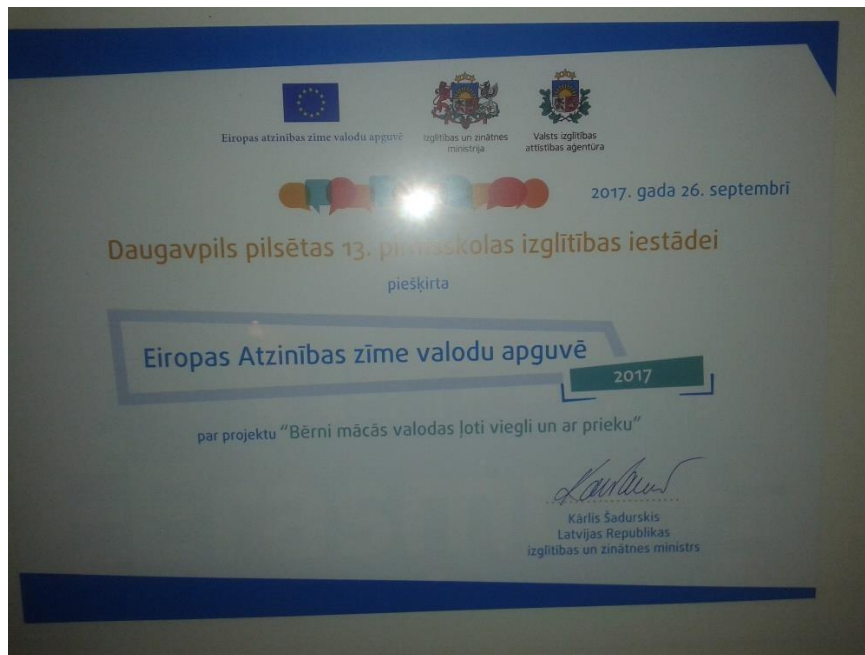 Eiropas atzinības zīme valodu apguvē
Izglītības un zinātnes
ministrija
Valsts izglītības
attīstības aģentūra
2017. gada 26. septembrī
Daugavpils pilsētas 13. pirmsskolas izglītības iestādei
piešķirta
Eiropas Atzinības zīme valodu apguvē
2017
par projektu “Bērni mācās valodas ļoti viegli un ar prieku”
Kārlis Šadurskis
Latvijas Republikas
izglītības un zinātnes ministrs